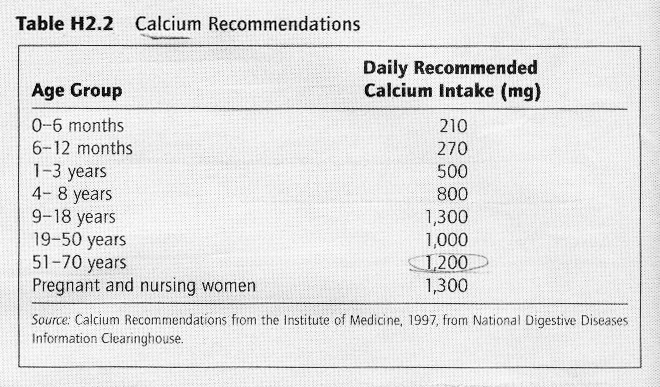 Table H2.2 Calcium Recommendations
Age Group Daily Recommended Calcium Intake (mg)
0–6 months 210
6–12 months 270
1–3 years 500
4– 8 years 800
9–18 years 1,300
19–50 years 1,000
51–70 years 1,200
Pregnant and nursing women 1,300
Source: Calcium Recommendations from the Institute of Medicine, 1997, from National Digestive Diseases
Information Clearinghouse.